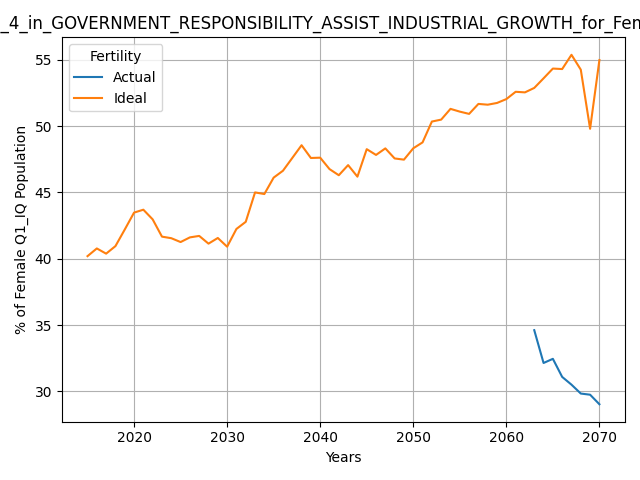 _4_in_GOVERNMENT_RESPONSIBILITY_ASSIST_INDUSTRIAL_GROWTH_for_Fem
Fertility
Actual
Ideal
% of Female Q1_IQ Population
55
50
45
40
35
30
2020
2030
2040
2050
2060
2070
Years